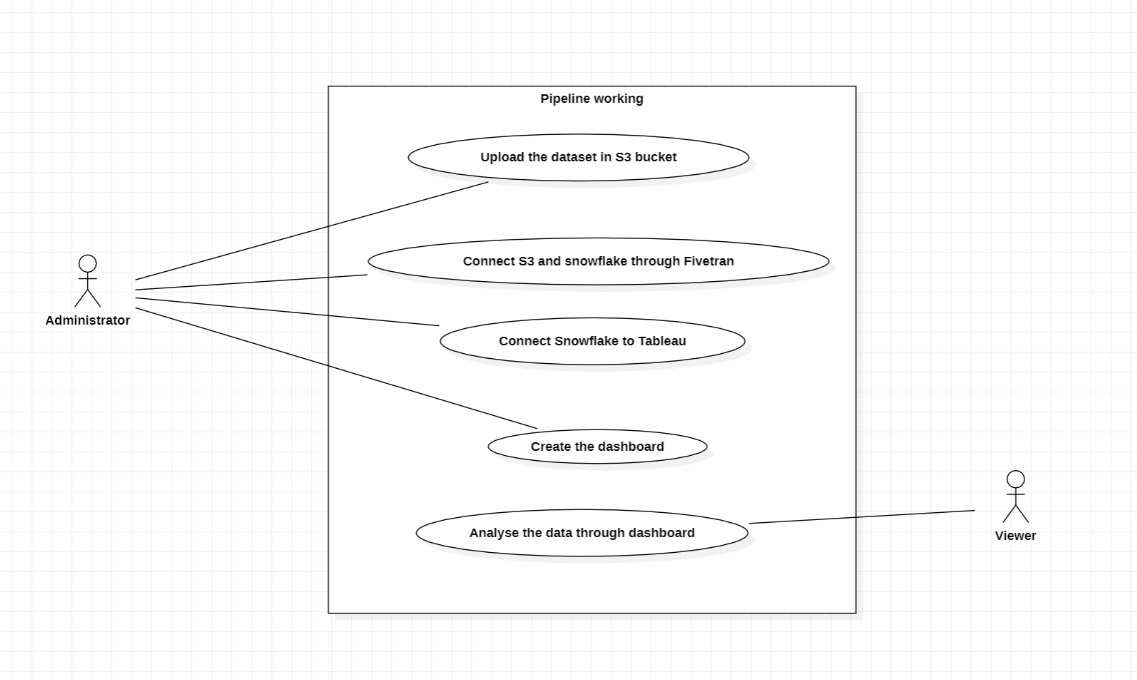 Pipeline working
Upload the dataset in S3 bucket
Connect S3 and snowflake through Fivetran
Administrator
Connect Snowflake to Tableau
Create the dashboard
Analyse the data through dashboard
Viewer